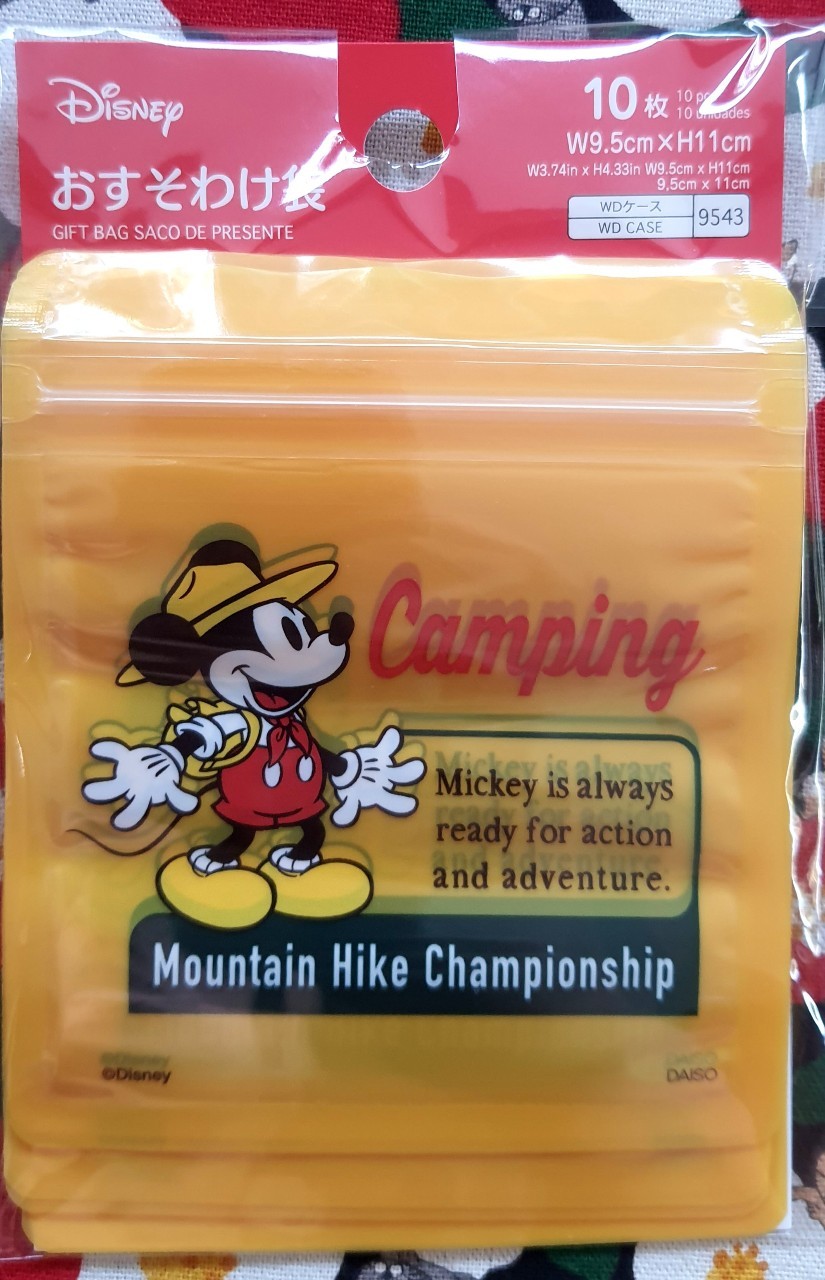 Disney
おすそわけ袋
GIFT BAG SACO DE PRESENTE
10枚
10
10
W9.5cm×H11cm
W3.74in x H4.33in W9.5cm x H11cm
9,5cm x 11cm
WDケース
WD CASE
9543
Camping
Mickey is always
ready for action
and adventure.
Mountain Hike Championship
©Disney
DAISO